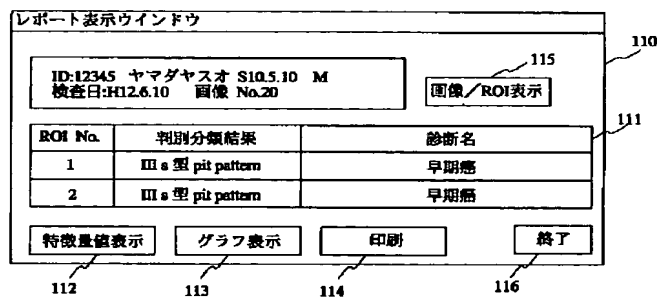 レポート表示ウインドウ
110
ID:12345 ヤマダヤスオ S10.5.10 M
検査日:H12.6.10 画像 No.20
115
画像/ROI表示
111
ROI No. 判別分類結果 診断名
1 III s 型 pit pattern 早期癌
2 III s 型 pit pattern 早期癌
特徴量値表示 グラフ表示 印刷 終了
112 113 114 116